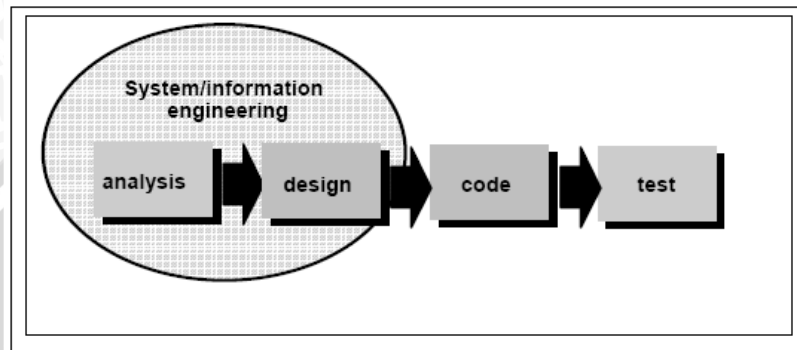 System/information
engineering
analysis
design
code
test